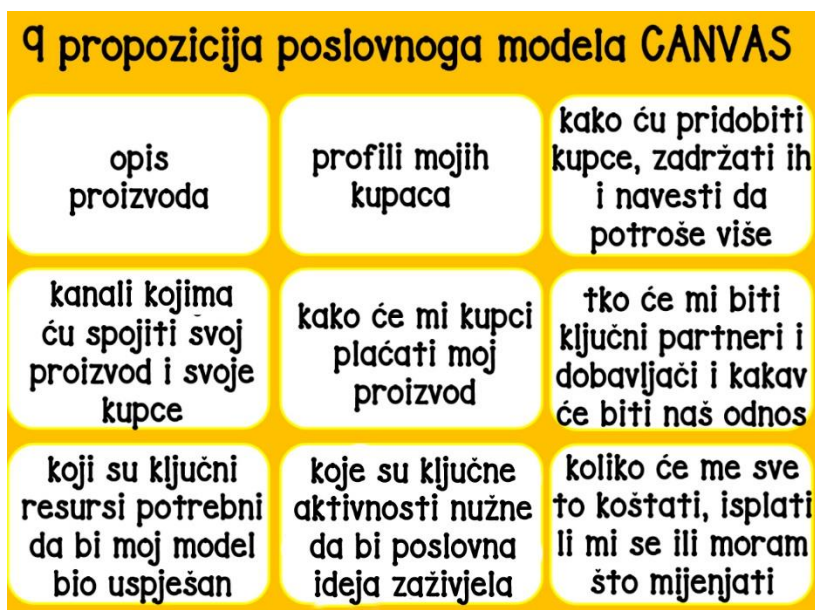 9 propozicija poslovnoga modela CANVAS
opis
proizvoda
profili mojih
kupaca
kako ću pridobiti
kupce, zadržati ih
i navesti da
potroše više
kanali kojima
ću spojiti svoj
proizvod i svoje
kupce
kako će mi kupci
plaćati moj
proizvod
tko će mi biti
ključni partneri i
dobavljači i kakav
će biti naš odnos
koji su ključni
resursi potrebni
da bi moj model
bio uspješan
koje su ključne
aktivnosti nužne
da bi poslovna
ideja zaživjela
koliko će me sve
to koštati, isplati
li mi se ili moram
što mijenjati